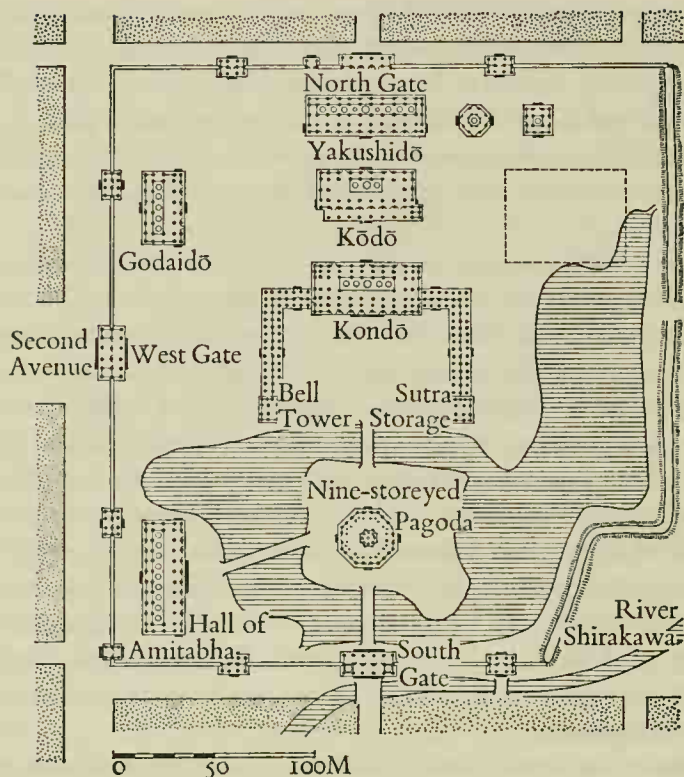 North Gate
Yakushidō
Kōdō
Godaidō
Kondō
Second
Avenue
West Gate
Bell
Tower
Sutra
Storage
Nine-storeyed
Pagoda
Hall of
Amitabha
South
Gate
River
Shirakawa
0 50 100M